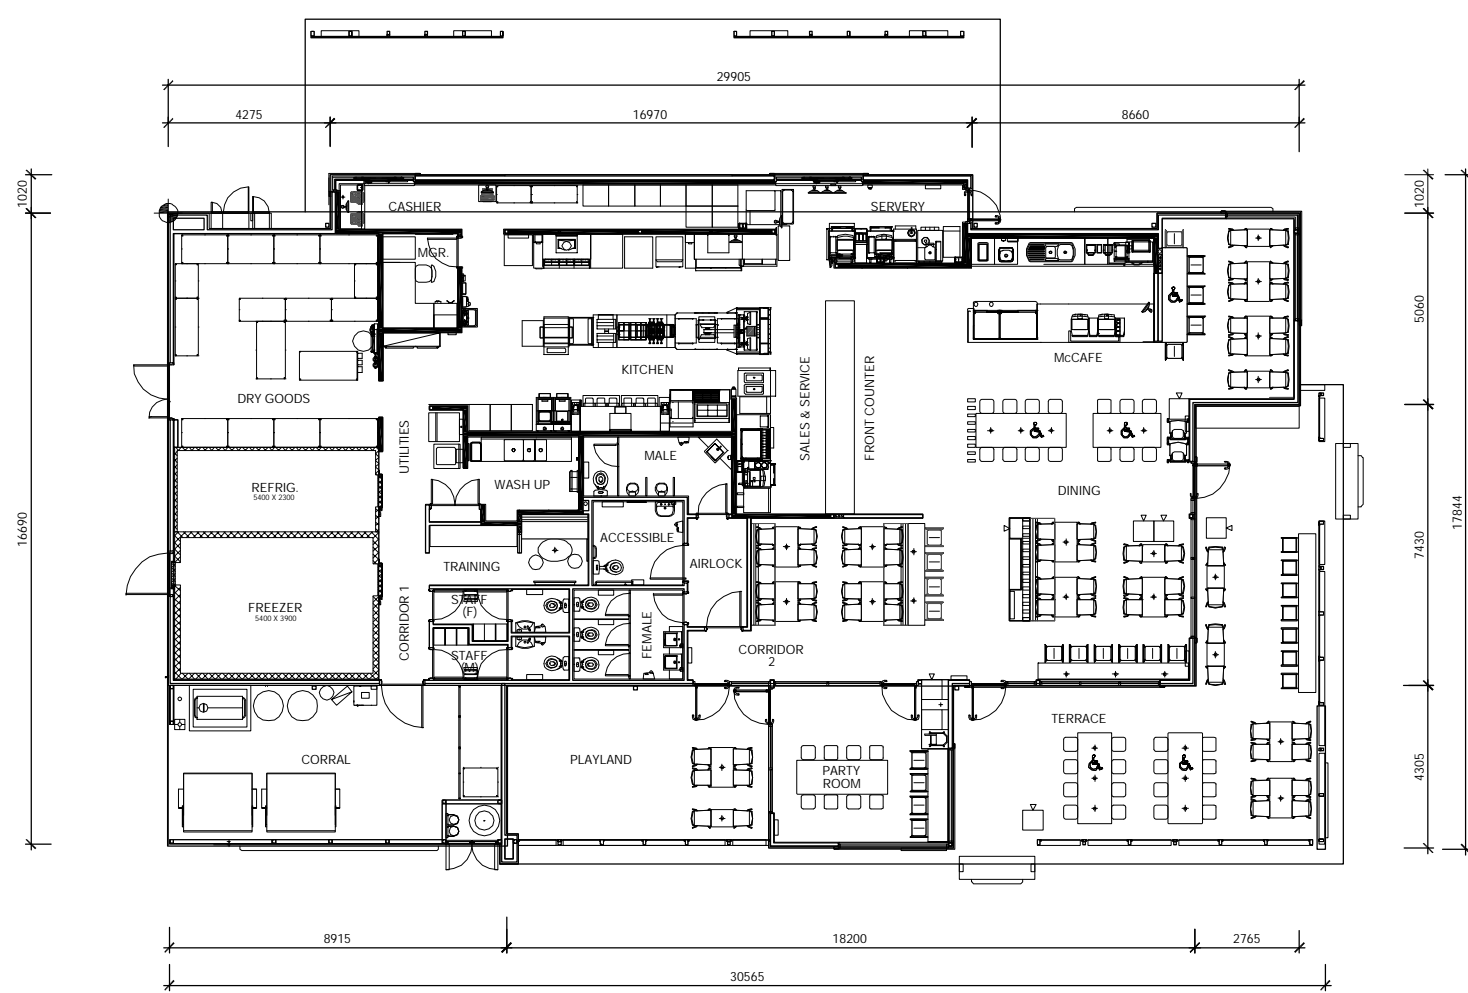 29905
4275
16970
8660
1020
1020
CASHIER
SERVERY
MGR.
5060
KITCHEN
McCAFE
SALES & SERVICE
FRONT COUNTER
DRY GOODS
UTILITIES
MALE
WASH UP
REFRIG.
5400 X 2300
DINING
16690
17844
ACCESSIBLE
7430
TRAINING
AIRLOCK
FREEZER
5400 X 3900
CORRIDOR 1
STAFF
(F)
FEMALE
STAFF
(M)
CORRIDOR
2
TERRACE
CORRAL
PLAYLAND
PARTY
ROOM
4305
8915
18200
2765
30565